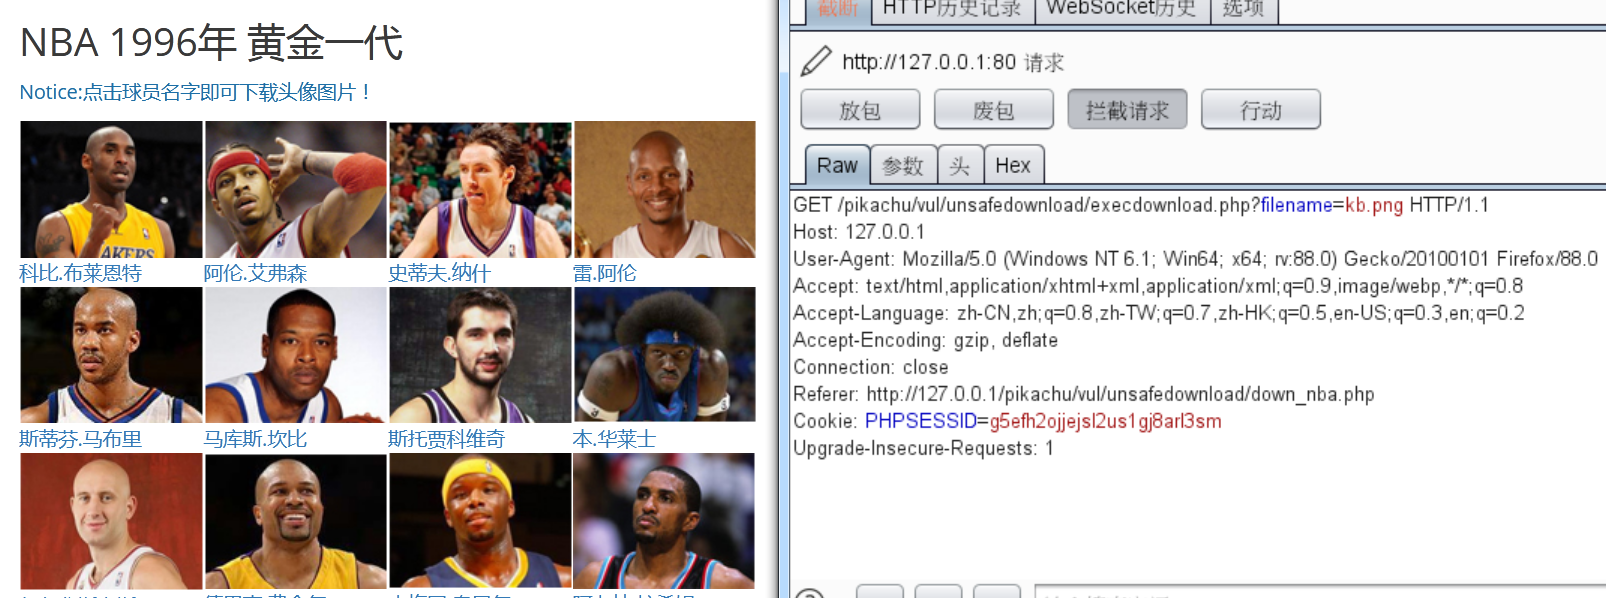 NBA 1996年 黄金一代
Notice:点击球员名字即可下载头像图片！
科比.布莱恩特
阿伦.艾弗森
史蒂夫.纳什
雷.阿伦
斯蒂芬.马布里
马库斯.坎比
斯托贾科维奇
本.华莱士
截断
HTTP历史记录
WebSocket历史
选项
http://127.0.0.1:80 请求
放包
废包
拦截请求
行动
Raw
参数
头
Hex
GET /pikachu/vul/unsafedownload/execdownload.php?filename=kb.png HTTP/1.1
Host: 127.0.0.1
User-Agent: Mozilla/5.0 (Windows NT 6.1; Win64; x64; rv:88.0) Gecko/20100101 Firefox/88.0
Accept: text/html,application/xhtml+xml,application/xml;q=0.9,image/webp,*/*;q=0.8
Accept-Language: zh-CN,zh;q=0.8,zh-TW;q=0.7,zh-HK;q=0.5,en-US;q=0.3,en;q=0.2
Accept-Encoding: gzip, deflate
Connection: close
Referer: http://127.0.0.1/pikachu/vul/unsafedownload/down_nba.php
Cookie: PHPSESSID=g5efh2ojjejsl2us1gj8arl3sm
Upgrade-Insecure-Requests: 1